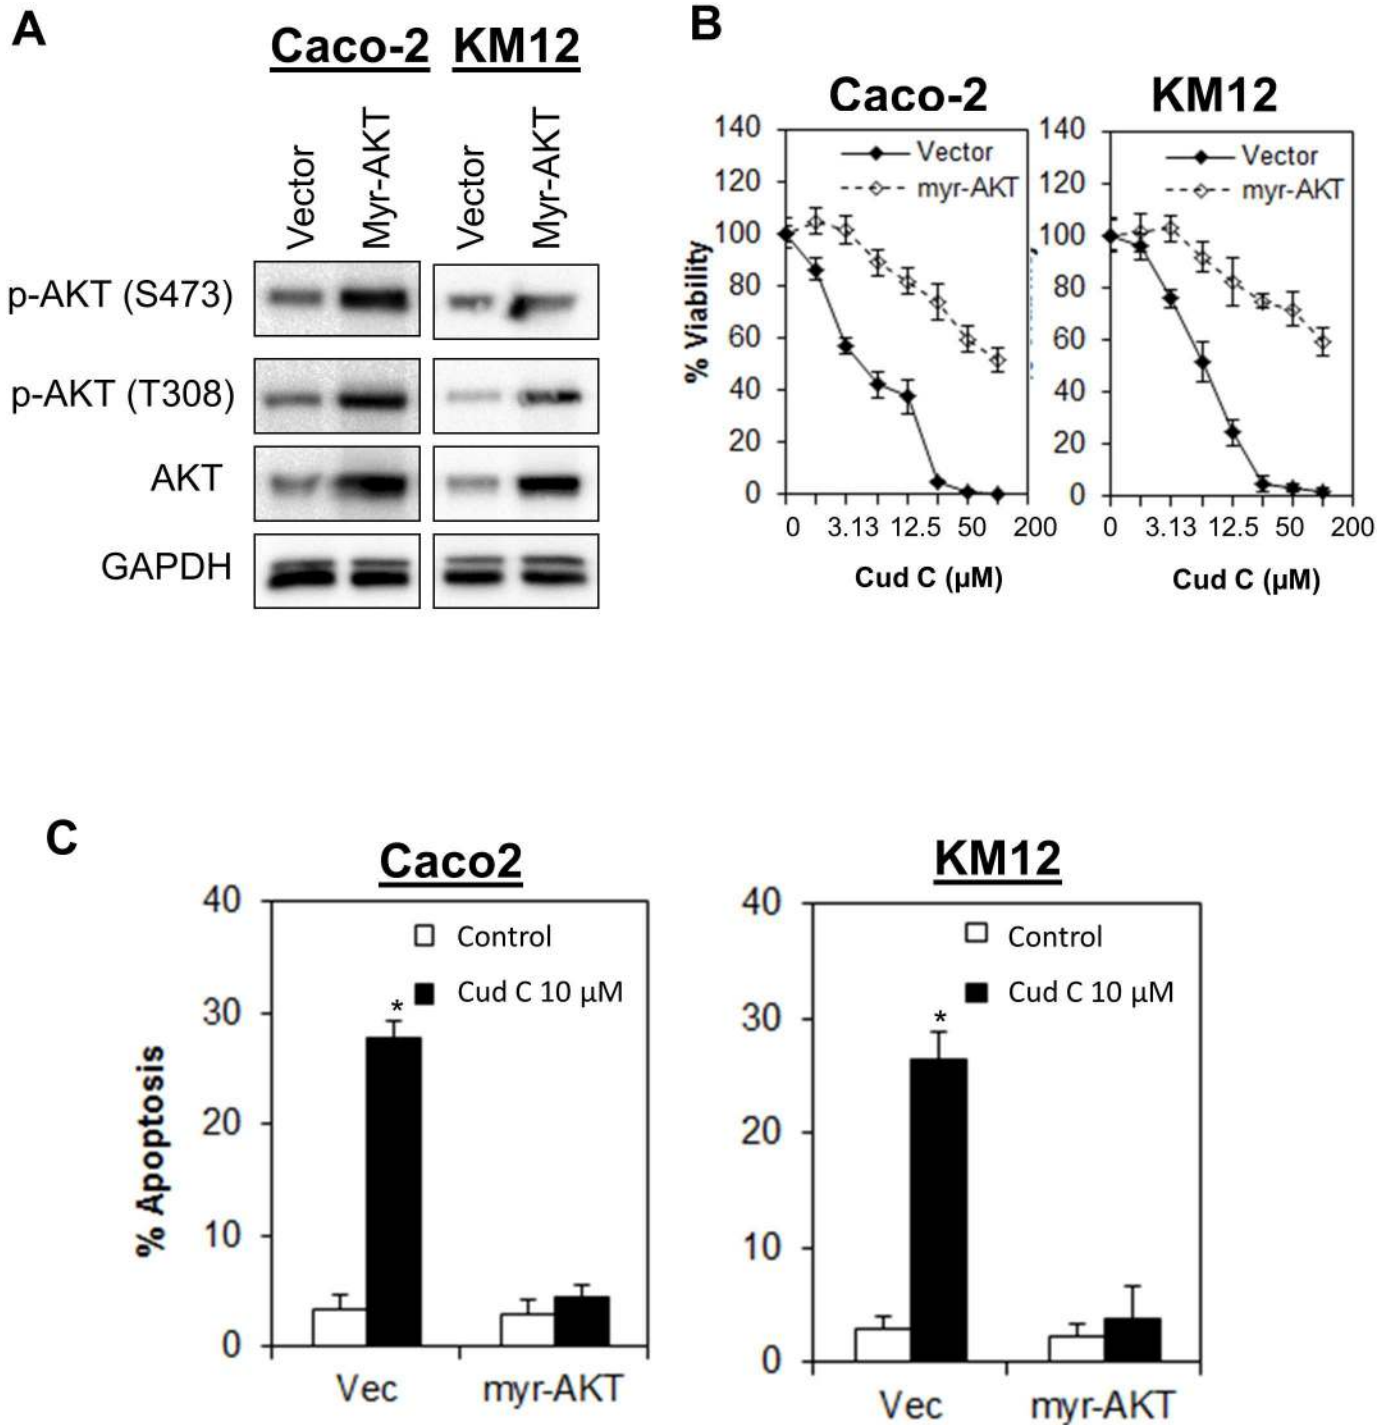 A
Caco-2 KM12
Vector Myr-AKT Vector Myr-AKT
p-AKT (S473)
p-AKT (T308)
AKT
GAPDH
B
Caco-2
140
120
100
80
60
40
20
0
% Viability
Vector
myr-AKT
0 3.13 12.5 50 200
Cud C (µM)
KM12
140
120
100
80
60
40
20
0
Vector
myr-AKT
0 3.13 12.5 50 200
Cud C (µM)
C
Caco2
40
30
20
10
0
% Apoptosis
Control
Cud C 10 µM
*
Vec myr-AKT
KM12
40
30
20
10
0
Control
Cud C 10 µM
*
Vec myr-AKT